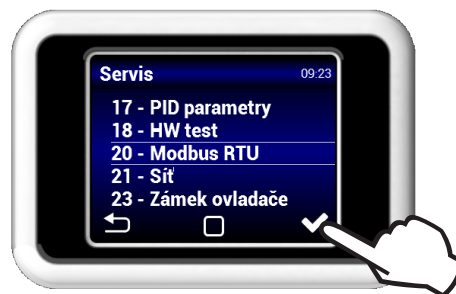 Servis 09:23
17 - PID parametry
18 - HW test
20 - Modbus RTU
21 - Síť
23 - Zámek ovladače